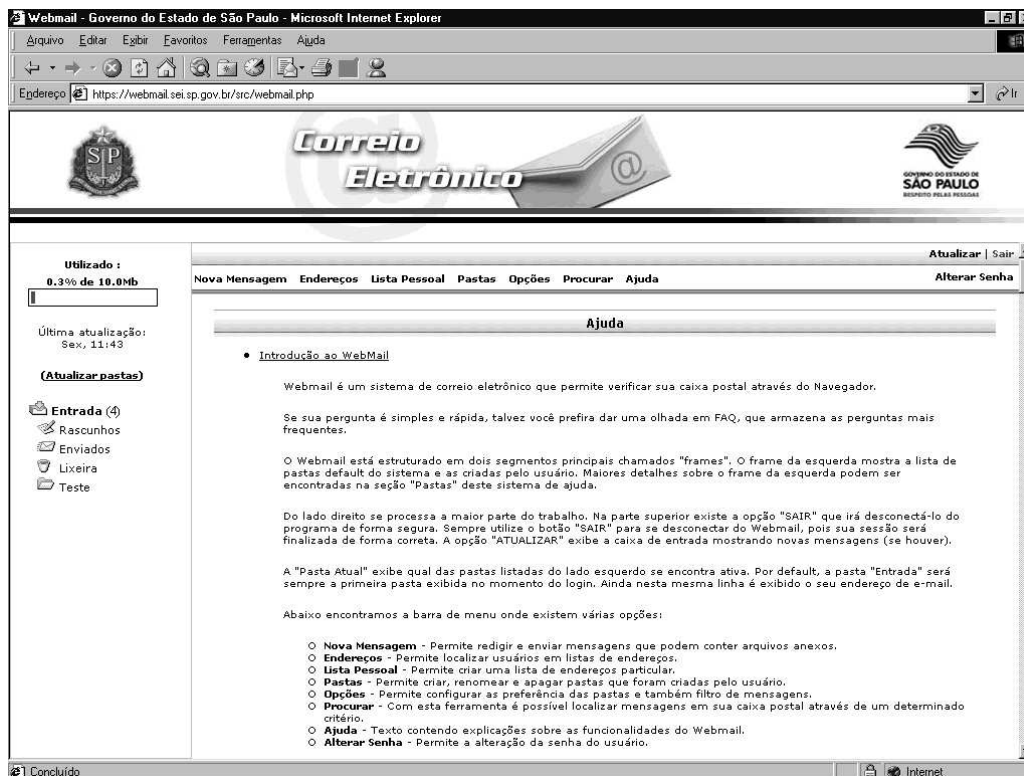 Webmail - Governo do Estado de São Paulo - Microsoft Internet Explorer
Arquivo Editar Exibir Favoritos Ferramentas Ajuda
Endereço https://webmail.sei.sp.gov.br/src/webmail.php Ir
SP
Correio
Eletrônico
@
GOVERNO DO ESTADO DE
SÃO PAULO
RESPEITO PELAS PESSOAS
Utilizado :
0.3% de 10.0Mb
Última atualização:
Sex, 11:43
(Atualizar pastas)
Entrada (4)
Rascunhos
Enviados
Lixeira
Teste
Atualizar | Sair
Nova Mensagem Endereços Lista Pessoal Pastas Opções Procurar Ajuda Alterar Senha
Ajuda
• Introdução ao WebMail
Webmail é um sistema de correio eletrônico que permite verificar sua caixa postal através do Navegador.
Se sua pergunta é simples e rápida, talvez você prefira dar uma olhada em FAQ, que armazena as perguntas mais
frequentes.
O Webmail está estruturado em dois segmentos principais chamados "frames". O frame da esquerda mostra a lista de
pastas default do sistema e as criadas pelo usuário. Maiores detalhes sobre o frame da esquerda podem ser
encontradas na seção "Pastas" deste sistema de ajuda.
Do lado direito se processa a maior parte do trabalho. Na parte superior existe a opção "SAIR" que irá desconectá-lo do
programa de forma segura. Sempre utilize o botão "SAIR" para se desconectar do Webmail, pois sua sessão será
finalizada de forma correta. A opção "ATUALIZAR" exibe a caixa de entrada mostrando novas mensagens (se houver).
A "Pasta Atual" exibe qual das pastas listadas do lado esquerdo se encontra ativa. Por default, a pasta "Entrada" será
sempre a primeira pasta exibida no momento do login. Ainda nesta mesma linha é exibido o seu endereço de e-mail.
Abaixo encontramos a barra de menu onde existem várias opções:
○ Nova Mensagem - Permite redigir e enviar mensagens que podem conter arquivos anexos.
○ Endereços - Permite localizar usuários em listas de endereços.
○ Lista Pessoal - Permite criar uma lista de endereços particular.
○ Pastas - Permite criar, renomear e apagar pastas que foram criadas pelo usuário.
○ Opções - Permite configurar as preferência das pastas e também filtro de mensagens.
○ Procurar - Com esta ferramenta é possível localizar mensagens em sua caixa postal através de um determinado
critério.
○ Ajuda - Texto contendo explicações sobre as funcionalidades do Webmail.
○ Alterar Senha - Permite a alteração da senha do usuário.
Concluído Internet